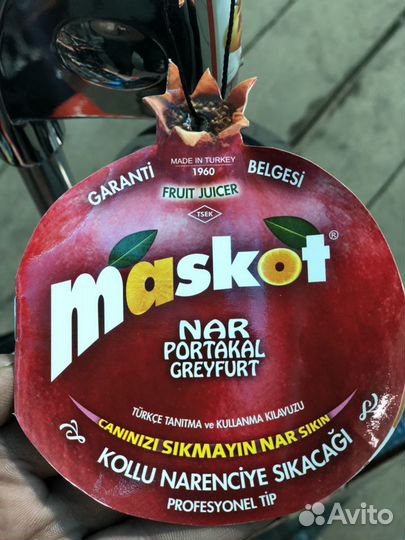 GARANTİ BELGESİ
MADE IN TURKEY
1960
FRUIT JUICER
TSEK
maskot®
NAR
PORTAKAL
GREYFURT
TÜRKÇE TANITMA ve KULLANMA KILAVUZU
CANINIZI SIKMAYIN NAR SIKIN
KOLLU NARENCİYE SIKACAĞI
PROFESYONEL TİP
Avito